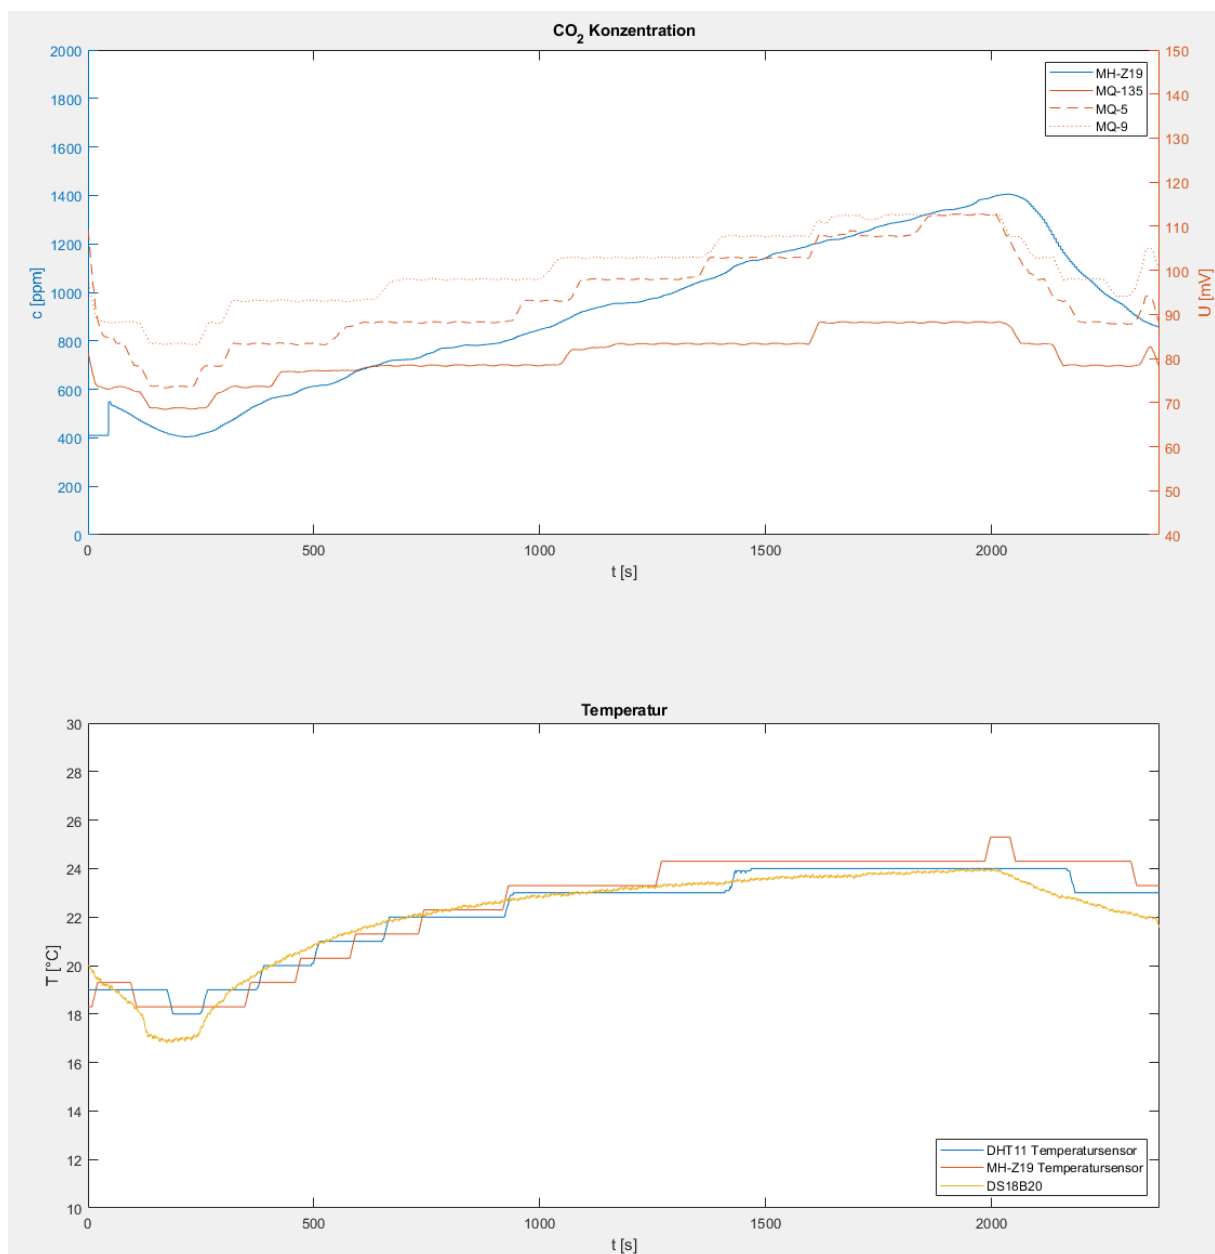 CO2 Konzentration
2000
1800
1600
1400
1200
1000
800
600
400
200
0
c [ppm]
150
140
130
120
110
100
90
80
70
60
50
40
U [mV]
MH-Z19
MQ-135
MQ-5
MQ-9
0 500 1000 1500 2000
t [s]
Temperatur
30
28
26
24
22
20
18
16
14
12
10
T [°C]
DHT11 Temperatursensor
MH-Z19 Temperatursensor
DS18B20
0 500 1000 1500 2000
t [s]